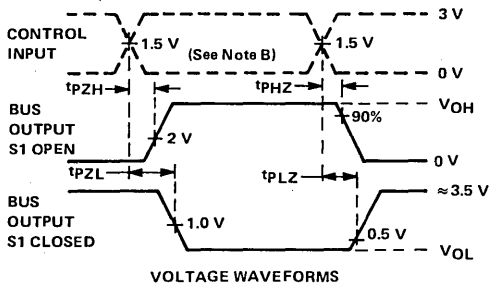 3 V
CONTROL
INPUT
1.5 V
(See Note B)
1.5 V
0 V
tPZH
tPHZ
BUS
OUTPUT
S1 OPEN
VOH
90%
2 V
0 V
tPZL
tPLZ
≈3.5 V
BUS
OUTPUT
S1 CLOSED
1.0 V
0.5 V
VOL
VOLTAGE WAVEFORMS